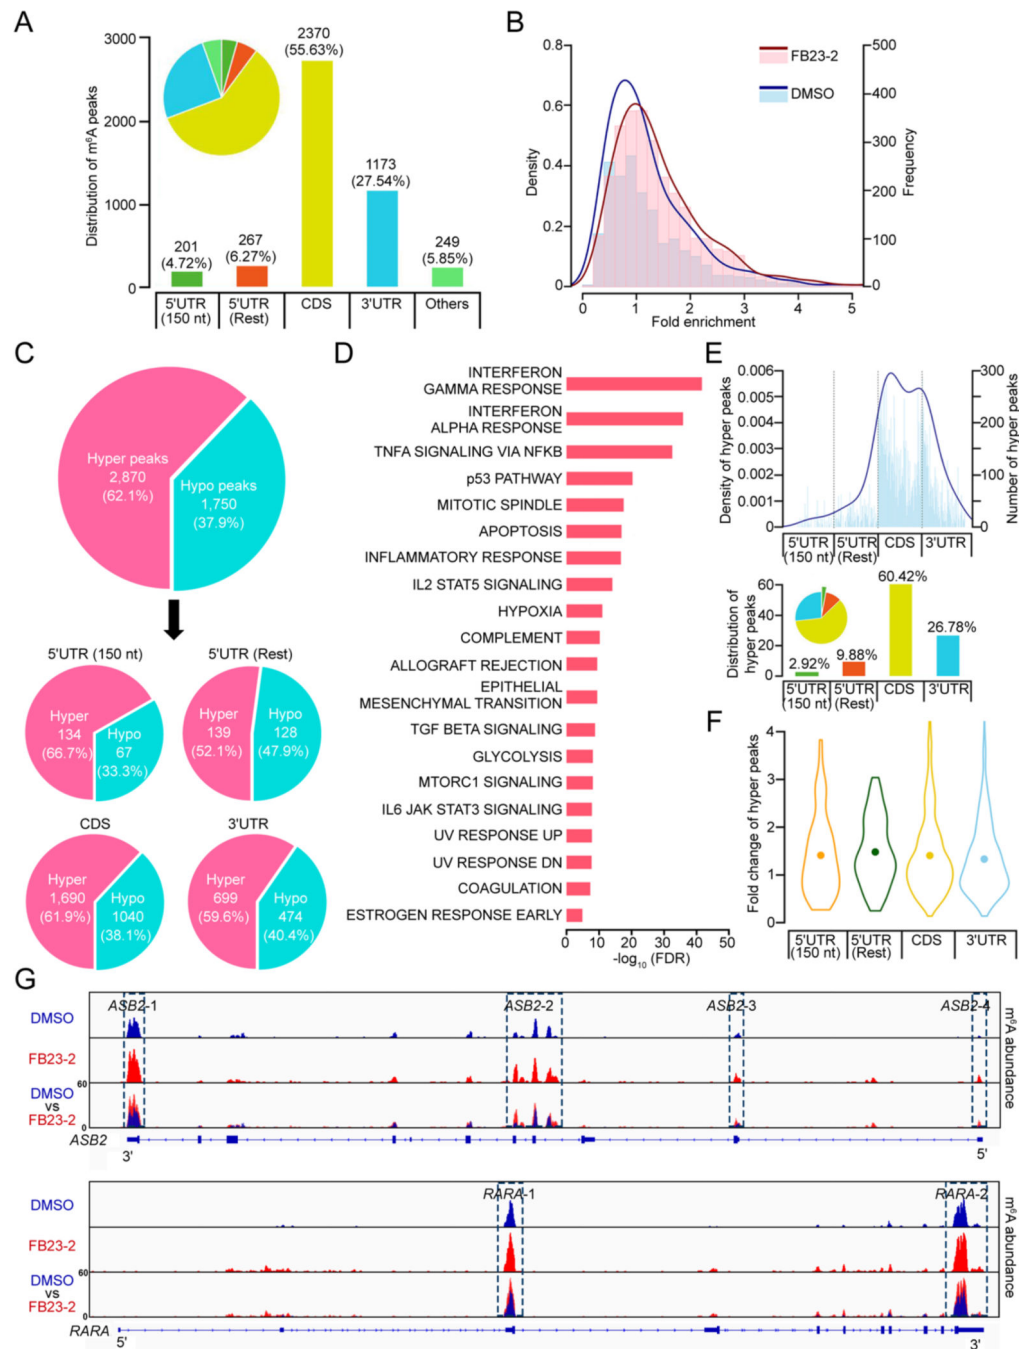 A
Distribution of m⁶A peaks
3000
2000
1000
0
201
(4.72%)
267
(6.27%)
2370
(55.63%)
1173
(27.54%)
249
(5.85%)
5'UTR
(150 nt)
5'UTR
(Rest)
CDS
3'UTR
Others
B
Density
0.8
0.6
0.4
0.2
0
FB23-2
DMSO
500
400
300
200
100
0
Frequency
0 1 2 3 4 5
Fold enrichment
C
Hyper peaks
2,870
(62.1%)
Hypo peaks
1,750
(37.9%)
5'UTR (150 nt)
Hyper
134
(66.7%)
Hypo
67
(33.3%)
5'UTR (Rest)
Hyper
139
(52.1%)
Hypo
128
(47.9%)
CDS
Hyper
1,690
(61.9%)
Hypo
1040
(38.1%)
3'UTR
Hyper
699
(59.6%)
Hypo
474
(40.4%)
D
INTERFERON
GAMMA RESPONSE
INTERFERON
ALPHA RESPONSE
TNFA SIGNALING VIA NFKB
p53 PATHWAY
MITOTIC SPINDLE
APOPTOSIS
INFLAMMATORY RESPONSE
IL2 STAT5 SIGNALING
HYPOXIA
COMPLEMENT
ALLOGRAFT REJECTION
EPITHELIAL
MESENCHYMAL TRANSITION
TGF BETA SIGNALING
GLYCOLYSIS
MTORC1 SIGNALING
IL6 JAK STAT3 SIGNALING
UV RESPONSE UP
UV RESPONSE DN
COAGULATION
ESTROGEN RESPONSE EARLY
0 10 20 30 40 50
-log₁₀ (FDR)
E
Density of hyper peaks
0.006
0.005
0.004
0.003
0.002
0.001
0
300
200
100
0
Number of hyper peaks
5'UTR
(150 nt)
5'UTR
(Rest)
CDS
3'UTR
Distribution of
hyper peaks
60
40
20
0
2.92%
9.88%
60.42%
26.78%
5'UTR
(150 nt)
5'UTR
(Rest)
CDS
3'UTR
F
Fold change of hyper peaks
4
3
2
1
0
5'UTR
(150 nt)
5'UTR
(Rest)
CDS
3'UTR
G
ASB2-1
ASB2-2
ASB2-3
ASB2-4
DMSO
FB23-2
60
DMSO
vs
FB23-2
0
ASB2
3'
5'
m⁶A abundance
RARA-1
RARA-2
DMSO
FB23-2
60
DMSO
vs
FB23-2
0
RARA
5'
3'
m⁶A abundance